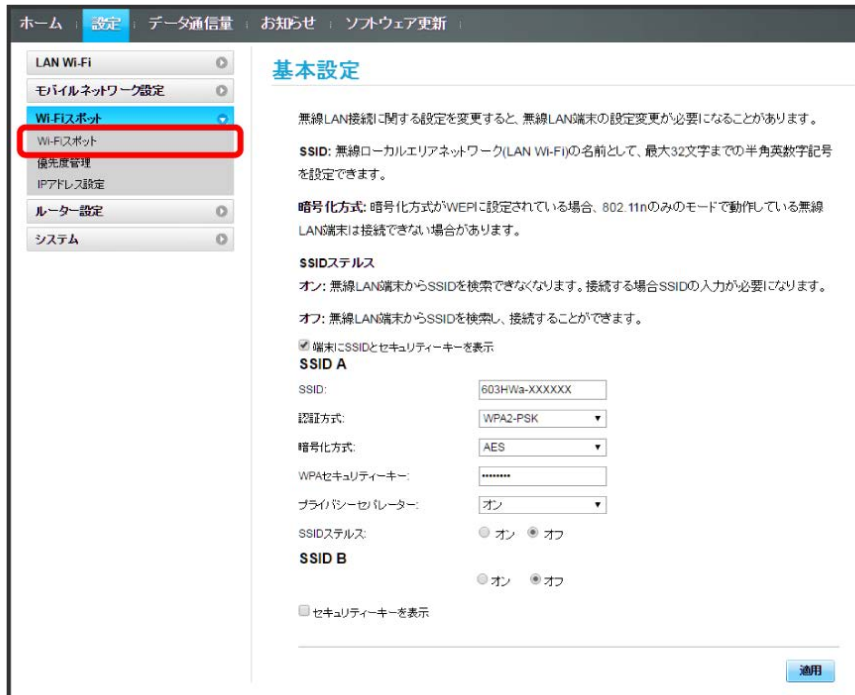 ホーム 設定 データ通信量 お知らせ ソフトウェア更新
LAN Wi-Fi
モバイルネットワーク設定
Wi-Fiスポット
Wi-Fiスポット
優先度管理
IPアドレス設定
ルーター設定
システム
基本設定
無線LAN接続に関する設定を変更すると、無線LAN端末の設定変更が必要になることがあります。
SSID: 無線ローカルエリアネットワーク(LAN Wi-Fi)の名前として、最大32文字までの半角英数字記号
を設定できます。
暗号化方式: 暗号化方式がWEPに設定されている場合、802.11nのみのモードで動作している無線
LAN端末は接続できない場合があります。
SSIDステルス
オン: 無線LAN端末からSSIDを検索できなくなります。接続する場合SSIDの入力が必要になります。
オフ: 無線LAN端末からSSIDを検索し、接続することができます。
端末にSSIDとセキュリティーキーを表示
SSID A
SSID: 603HWa-XXXXXX
認証方式: WPA2-PSK
暗号化方式: AES
WPAセキュリティーキー: ••••••••
プライバシーセパレーター: オン
SSIDステルス: オン オフ
SSID B
オン オフ
セキュリティーキーを表示
適用